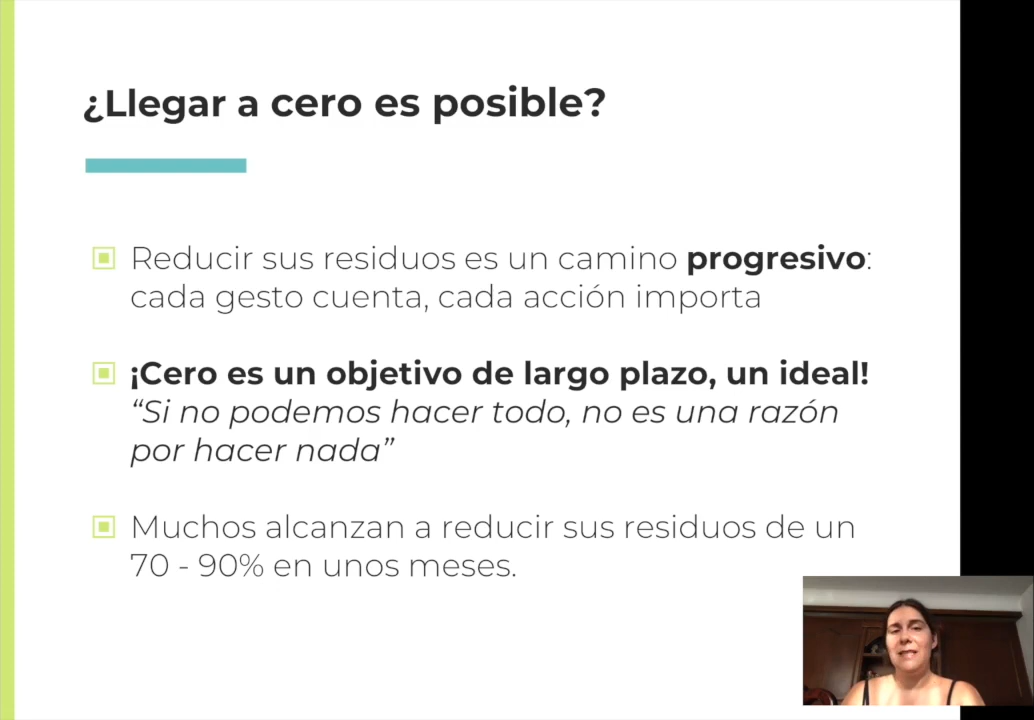 ¿Llegar a cero es posible?
Reducir sus residuos es un camino progresivo:
cada gesto cuenta, cada acción importa
¡Cero es un objetivo de largo plazo, un ideal!
“Si no podemos hacer todo, no es una razón
por hacer nada”
Muchos alcanzan a reducir sus residuos de un
70 - 90% en unos meses.